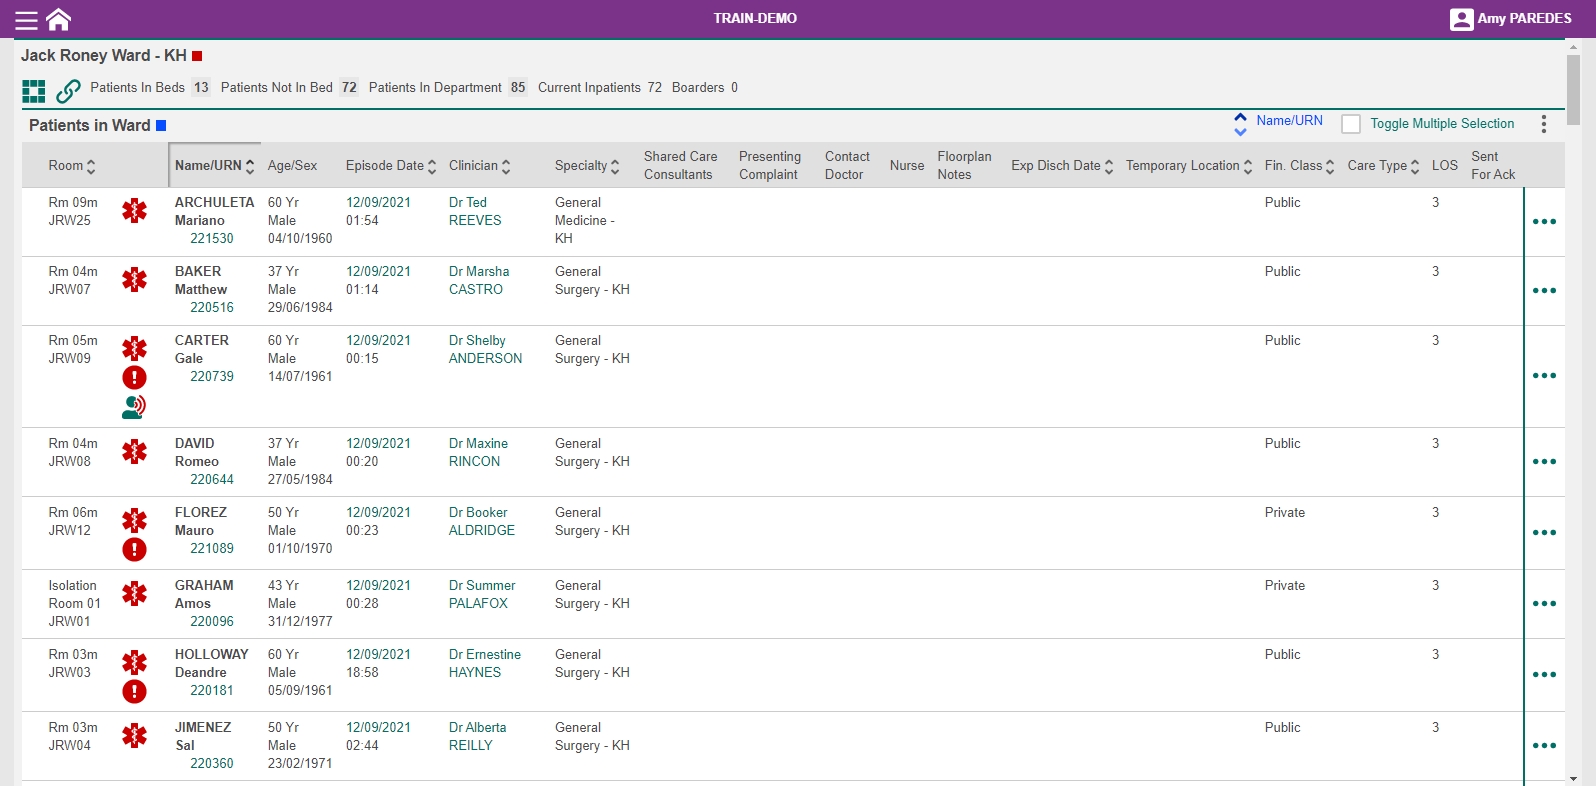 TRAIN-DEMO
Amy PAREDES
Jack Roney Ward - KH
Patients In Beds 13 Patients Not In Bed 72 Patients In Department 85 Current Inpatients 72 Boarders 0
Patients in Ward
Name/URN
Toggle Multiple Selection
Room Name/URN Age/Sex Episode Date Clinician Specialty Shared Care Consultants Presenting Complaint Contact Doctor Nurse Floorplan Notes Exp Disch Date Temporary Location Fin. Class Care Type LOS Sent For Ack
Rm 09m ARCHULETA 60 Yr 12/09/2021 Dr Ted General Public 3
JRW25 Mariano Male 01:54 REEVES Medicine -
221530 04/10/1960 KH
Rm 04m BAKER 37 Yr 12/09/2021 Dr Marsha General Public 3
JRW07 Matthew Male 01:14 CASTRO Surgery - KH
220516 29/06/1984
Rm 05m CARTER 60 Yr 12/09/2021 Dr Shelby General Public 3
JRW09 Gale Male 00:15 ANDERSON Surgery - KH
220739 14/07/1961
Rm 04m DAVID 37 Yr 12/09/2021 Dr Maxine General Public 3
JRW08 Romeo Male 00:20 RINCON Surgery - KH
220644 27/05/1984
Rm 06m FLOREZ 50 Yr 12/09/2021 Dr Booker General Private 3
JRW12 Mauro Male 00:23 ALDRIDGE Surgery - KH
221089 01/10/1970
Isolation GRAHAM 43 Yr 12/09/2021 Dr Summer General Private 3
Room 01 Amos Male 00:28 PALAFOX Surgery - KH
JRW01 220096 31/12/1977
Rm 03m HOLLOWAY 60 Yr 12/09/2021 Dr Ernestine General Public 3
JRW03 Deandre Male 18:58 HAYNES Surgery - KH
220181 05/09/1961
Rm 03m JIMENEZ 50 Yr 12/09/2021 Dr Alberta General Public 3
JRW04 Sal Male 02:44 REILLY Surgery - KH
220360 23/02/1971